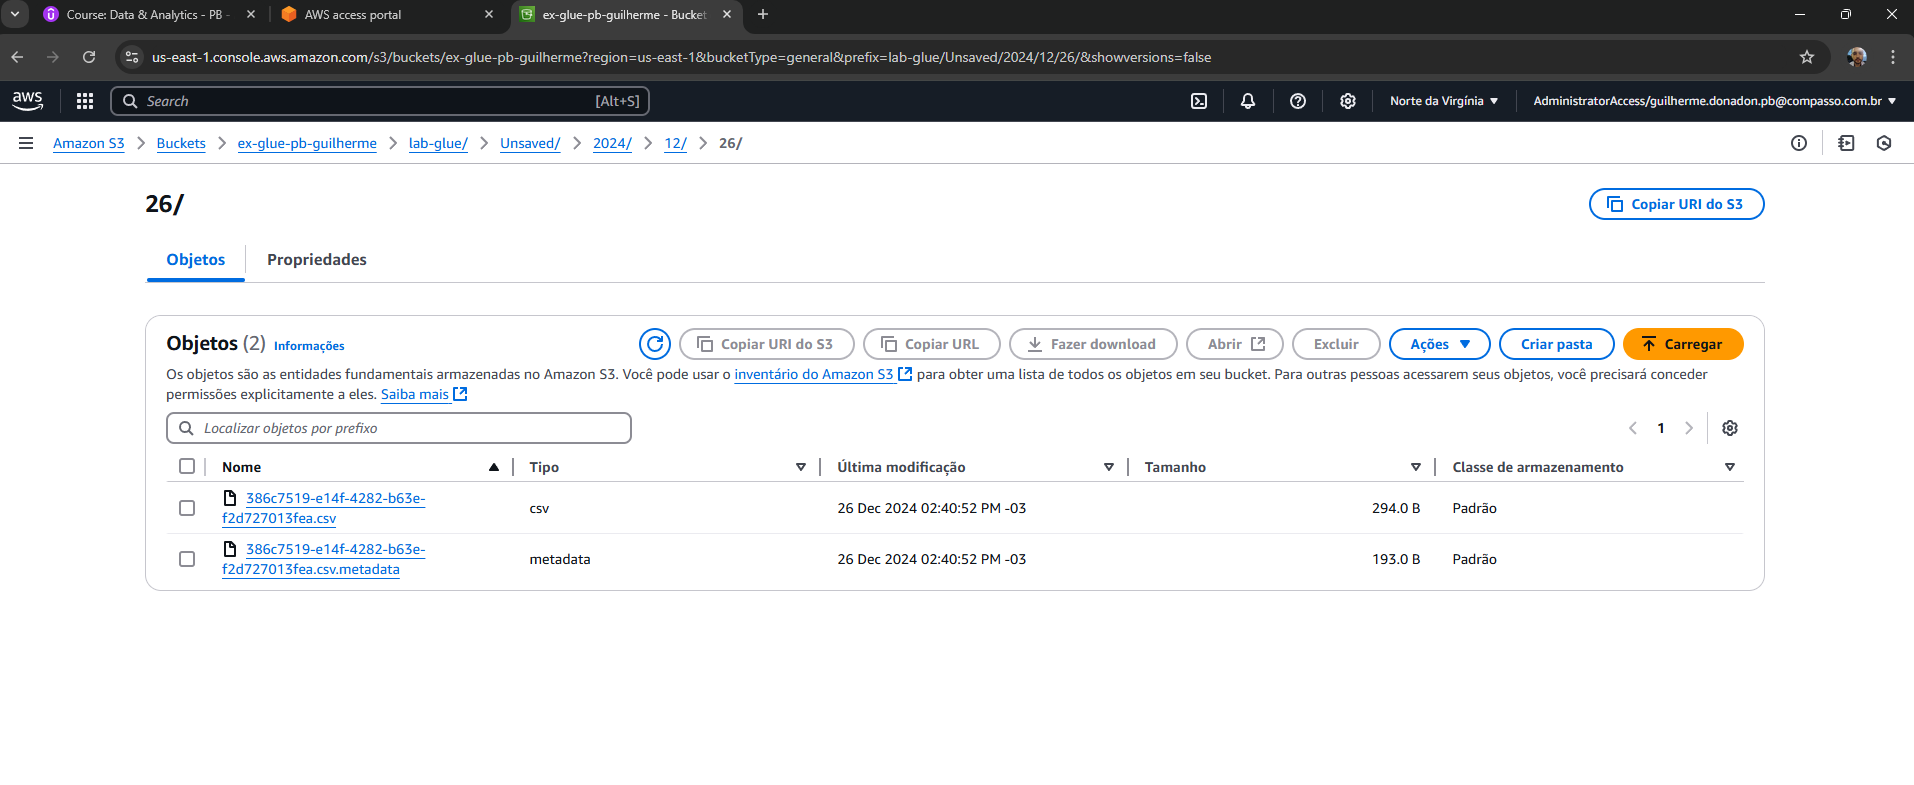 Course: Data & Analytics - PB -
AWS access portal
ex-glue-pb-guilherme - Bucket
us-east-1.console.aws.amazon.com/s3/buckets/ex-glue-pb-guilherme?region=us-east-1&bucketType=general&prefix=lab-glue/Unsaved/2024/12/26/&showversions=false
aws
Search
[Alt+S]
Norte da Virgínia
AdministratorAccess/guilherme.donadon.pb@compasso.com.br
Amazon S3
Buckets
ex-glue-pb-guilherme
lab-glue/
Unsaved/
2024/
12/
26/
26/
Copiar URI do S3
Objetos
Propriedades
Objetos (2)
Informações
Copiar URI do S3
Copiar URL
Fazer download
Abrir
Excluir
Ações
Criar pasta
Carregar
Os objetos são as entidades fundamentais armazenadas no Amazon S3. Você pode usar o inventário do Amazon S3 para obter uma lista de todos os objetos em seu bucket. Para outras pessoas acessarem seus objetos, você precisará conceder
permissões explicitamente a eles. Saiba mais
Localizar objetos por prefixo
1
Nome
Tipo
Última modificação
Tamanho
Classe de armazenamento
386c7519-e14f-4282-b63e-
f2d727013fea.csv
csv
26 Dec 2024 02:40:52 PM -03
294.0 B
Padrão
386c7519-e14f-4282-b63e-
f2d727013fea.csv.metadata
metadata
26 Dec 2024 02:40:52 PM -03
193.0 B
Padrão